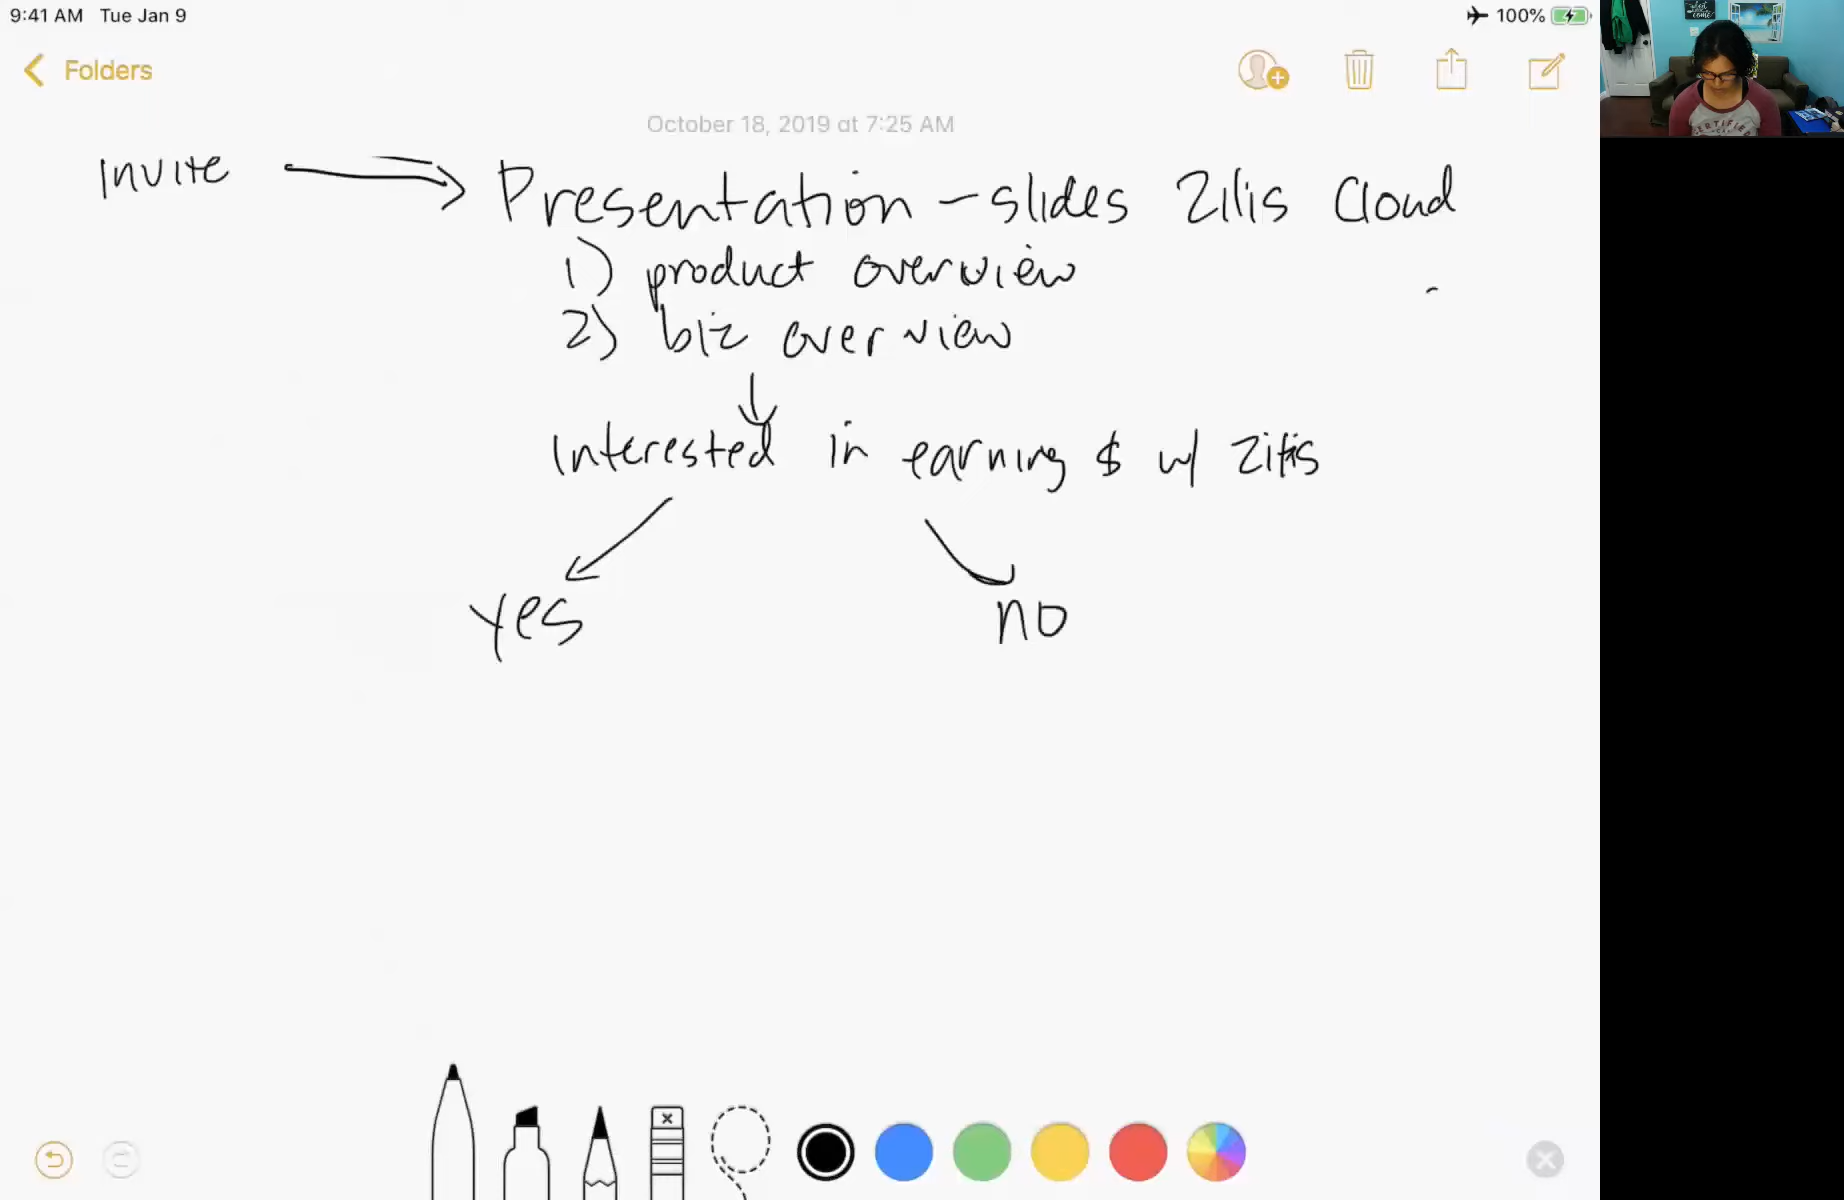 9:41 AM Tue Jan 9
100%
Folders
October 18, 2019 at 7:25 AM
Invite
Presentation - slides Zilis Cloud
1) product overview
2) biz overview
Interested in earning $ w/ Zilis
yes
no
CERTIFIED